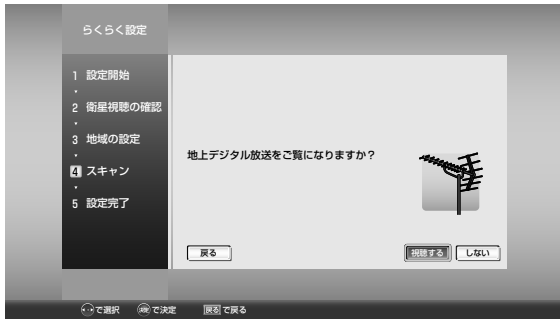 らくらく設定
1 設定開始
2 衛星視聴の確認
3 地域の設定
4 スキャン
5 設定完了
地上デジタル放送をご覧になりますか？
戻る
視聴する しない
で選択 決定 で決定 戻る で戻る